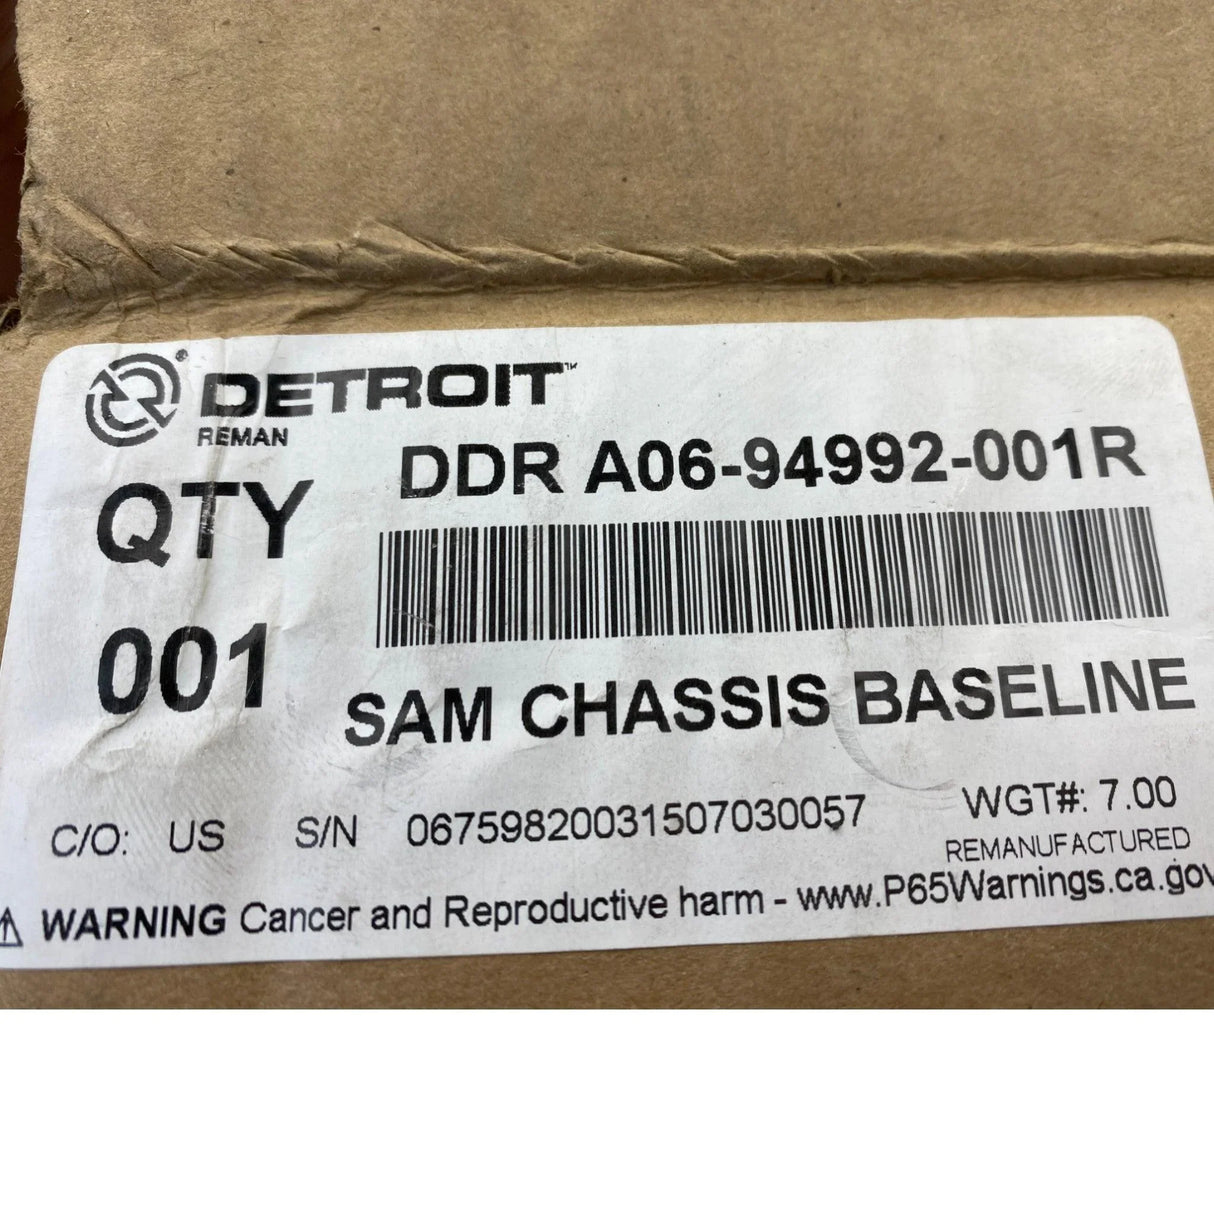 DETROIT™
REMAN
DDR A06-94992-001R
QTY
001
SAM CHASSIS BASELINE
C/O: US S/N 06759820031507030057 WGT#: 7.00
REMANUFACTURED
⚠ WARNING Cancer and Reproductive harm - www.P65Warnings.ca.gov